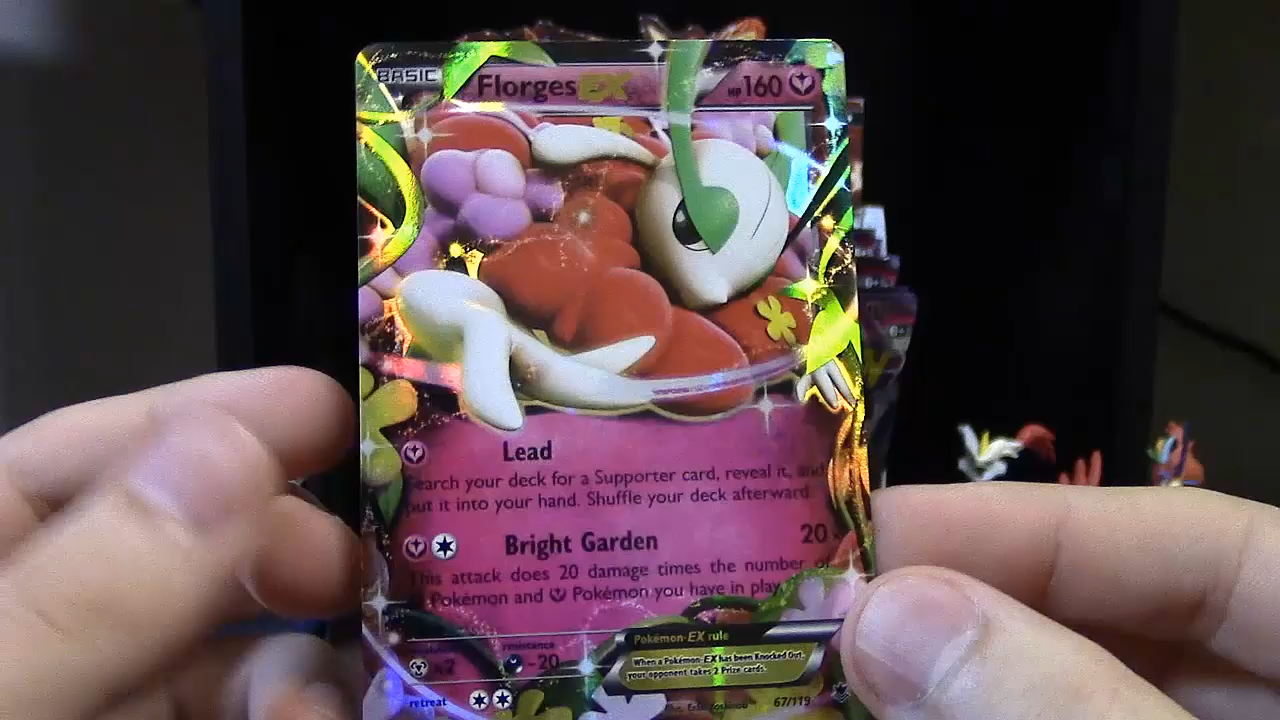 BASIC
Florges EX HP 160
Lead
Search your deck for a Supporter card, reveal it, and
put it into your hand. Shuffle your deck afterward.
Bright Garden 20
This attack does 20 damage times the number of
Pokémon and Pokémon you have in play.
resistance
x2 -20
Pokémon-EX rule
When a Pokémon-EX has been Knocked Out,
your opponent takes 2 Prize cards.
retreat
67/119